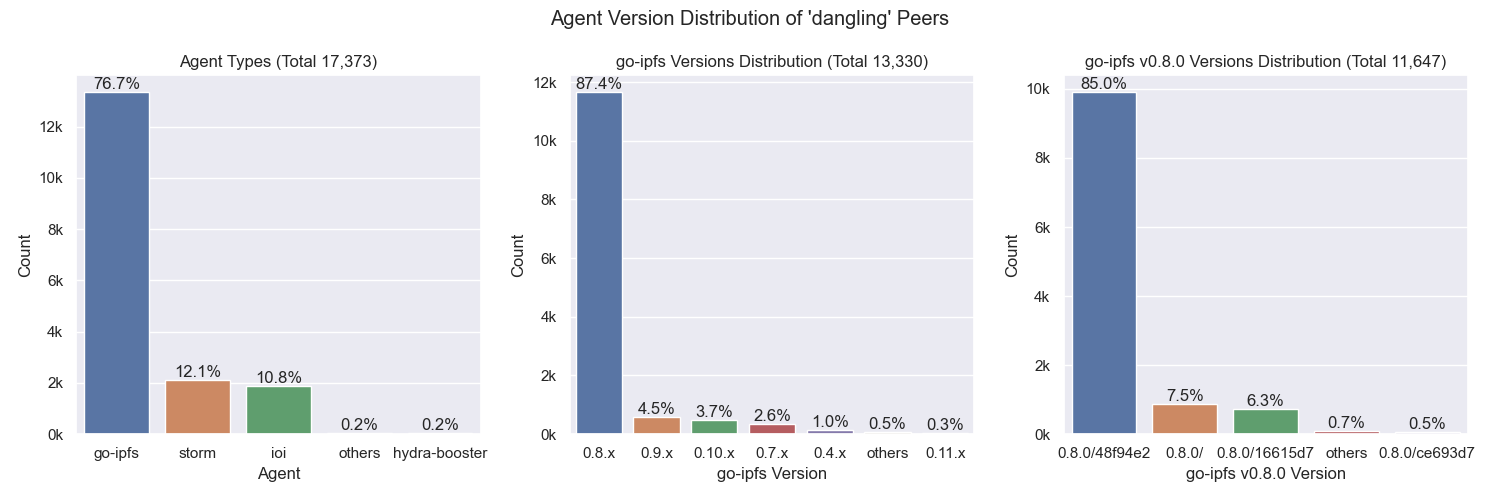 Agent Version Distribution of 'dangling' Peers
Agent Types (Total 17,373)
76.7%
12.1%
10.8%
0.2%
0.2%
12k
10k
8k
6k
4k
2k
0k
Count
go-ipfs storm ioi others hydra-booster
Agent
go-ipfs Versions Distribution (Total 13,330)
87.4%
4.5%
3.7%
2.6%
1.0%
0.5%
0.3%
12k
10k
8k
6k
4k
2k
0k
Count
0.8.x 0.9.x 0.10.x 0.7.x 0.4.x others 0.11.x
go-ipfs Version
go-ipfs v0.8.0 Versions Distribution (Total 11,647)
85.0%
7.5%
6.3%
0.7%
0.5%
10k
8k
6k
4k
2k
0k
Count
0.8.0/48f94e2 0.8.0/ 0.8.0/16615d7 others 0.8.0/ce693d7
go-ipfs v0.8.0 Version